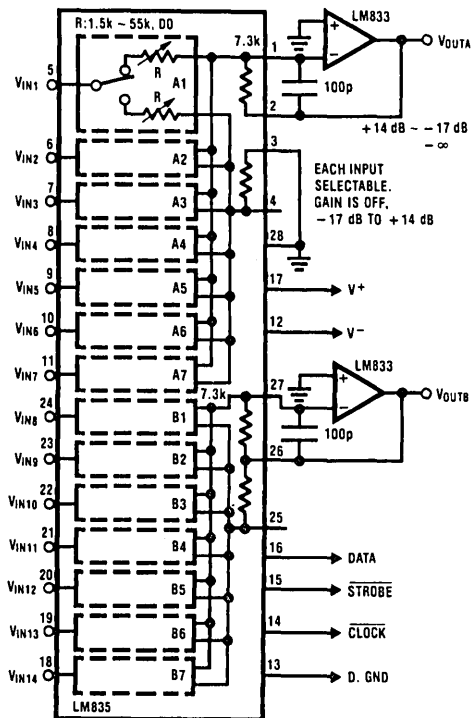 R:1.5k ~ 55k, D0
LM833
7.3k
1
VOUTA
5
R
A1
VIN1
100p
R
2
+14 dB ~ −17 dB
−∞
3
6
VIN2
A2
EACH INPUT
SELECTABLE.
GAIN IS OFF,
−17 dB TO +14 dB
7
VIN3
A3
4
8
VIN4
A4
28
9
VIN5
A5
17
V+
10
VIN6
A6
12
V−
11
VIN7
A7
LM833
7.3k
27
24
VIN8
B1
VOUTB
100p
23
VIN9
B2
26
22
VIN10
B3
25
21
VIN11
B4
16
DATA
20
VIN12
B5
15
STROBE
19
VIN13
B6
14
CLOCK
18
VIN14
B7
13
D. GND
LM835